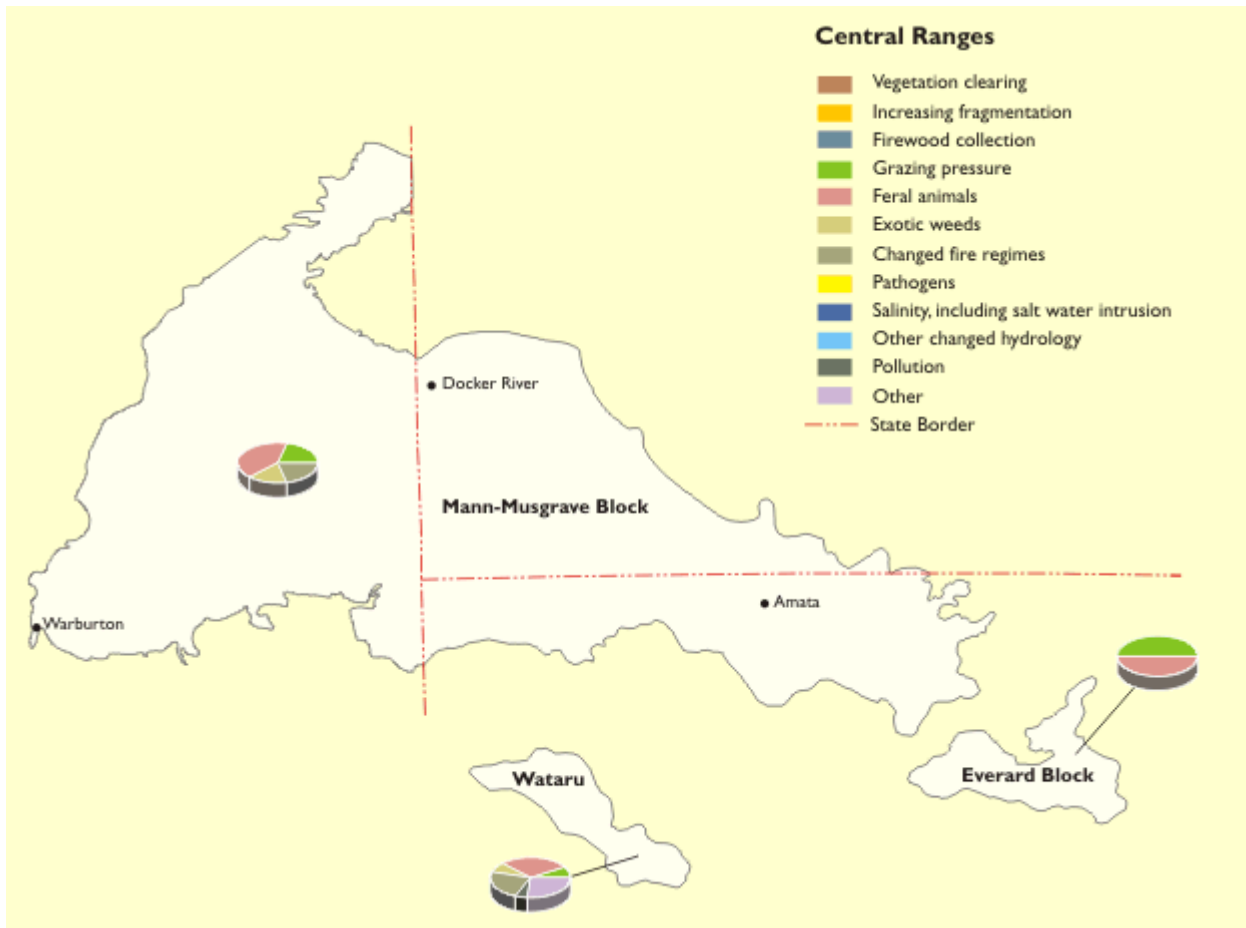 Central Ranges
Vegetation clearing
Increasing fragmentation
Firewood collection
Grazing pressure
Feral animals
Exotic weeds
Changed fire regimes
Pathogens
Salinity, including salt water intrusion
Other changed hydrology
Pollution
Other
State Border
Docker River
Mann-Musgrave Block
Amata
Warburton
Wataru
Everard Block